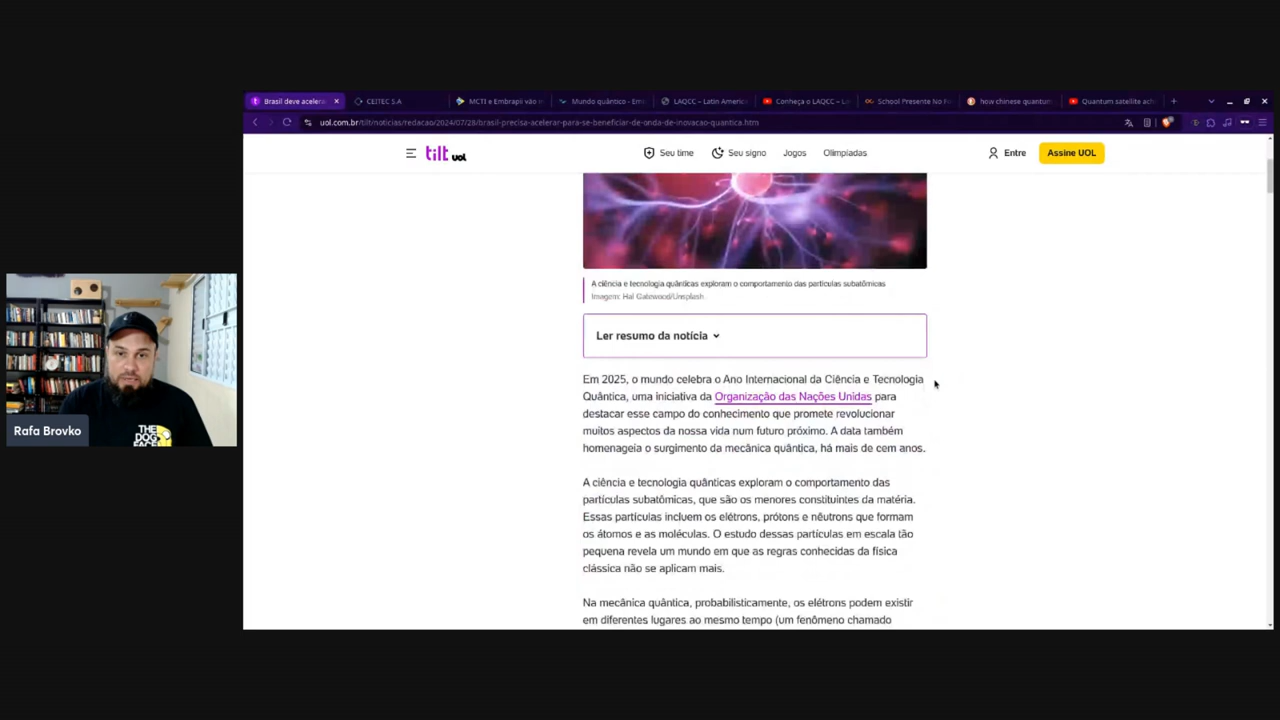 Brasil deve acelera
CEITEC S.A
MCTI e Embrapii vão in
Mundo quântico - Em
LAQCC – Latin Americ
Conheça o LAQCC – L
School Presente No
how chinese quantum
Quantum satellite ach
uol.com.br/tilt/noticias/redacao/2024/07/28/brasil-precisa-acelerar-para-se-beneficiar-de-onda-de-inovacao-quantica.htm
tilt uol
Seu time
Seu signo
Jogos
Olimpíadas
Entre
Assine UOL
A ciência e tecnologia quânticas exploram o comportamento das partículas subatômicas
Imagem: Hal Gatewood/Unsplash
Ler resumo da notícia
Em 2025, o mundo celebra o Ano Internacional da Ciência e Tecnologia
Quântica, uma iniciativa da Organização das Nações Unidas para
destacar esse campo do conhecimento que promete revolucionar
muitos aspectos da nossa vida num futuro próximo. A data também
homenageia o surgimento da mecânica quântica, há mais de cem anos.
A ciência e tecnologia quânticas exploram o comportamento das
partículas subatômicas, que são os menores constituintes da matéria.
Essas partículas incluem os elétrons, prótons e nêutrons que formam
os átomos e as moléculas. O estudo dessas partículas em escala tão
pequena revela um mundo em que as regras conhecidas da física
clássica não se aplicam mais.
Na mecânica quântica, probabilisticamente, os elétrons podem existir
em diferentes lugares ao mesmo tempo (um fenômeno chamado
THE
DOG
FACE
Rafa Brovko